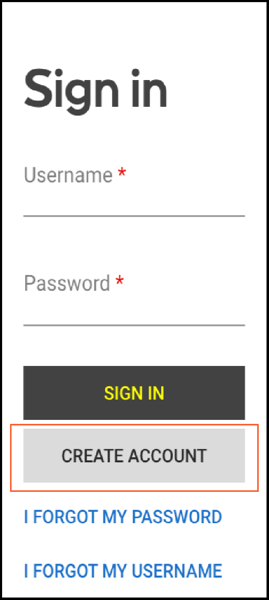 Sign in
Username *
Password *
SIGN IN
CREATE ACCOUNT
I FORGOT MY PASSWORD
I FORGOT MY USERNAME